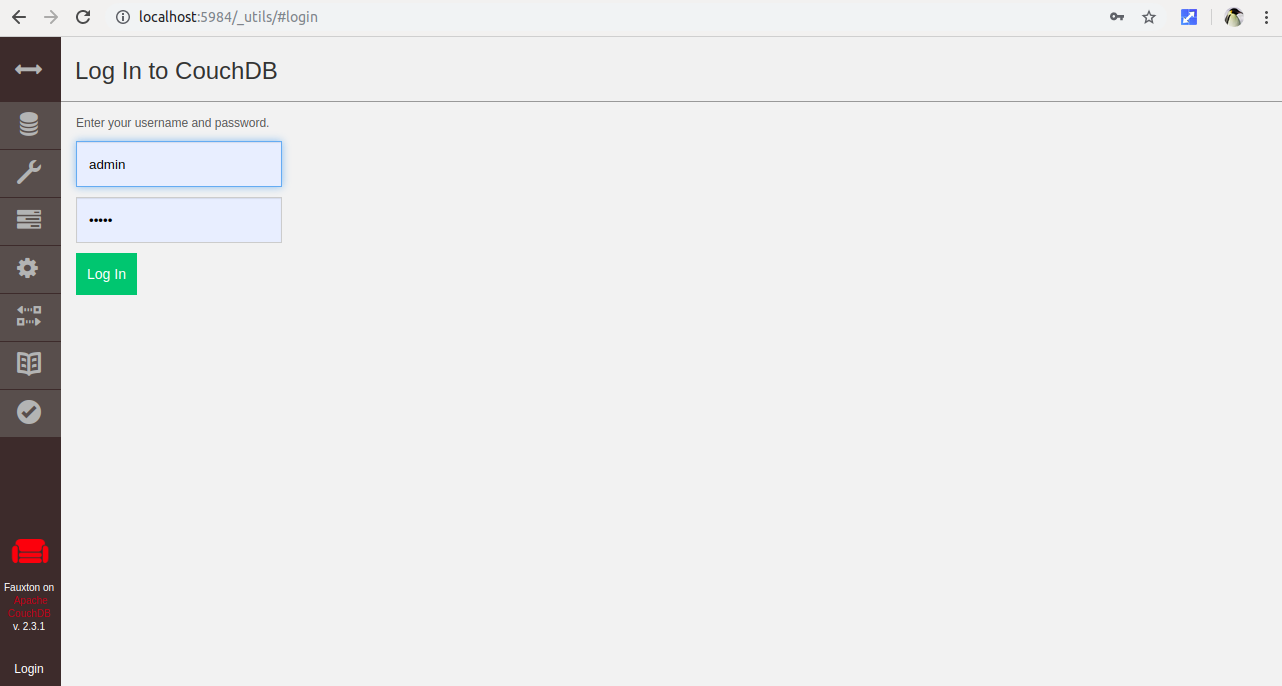 localhost:5984/_utils/#login
Log In to CouchDB
Enter your username and password.
admin
•••••
Log In
Fauxton on
Apache
CouchDB
v. 2.3.1
Login